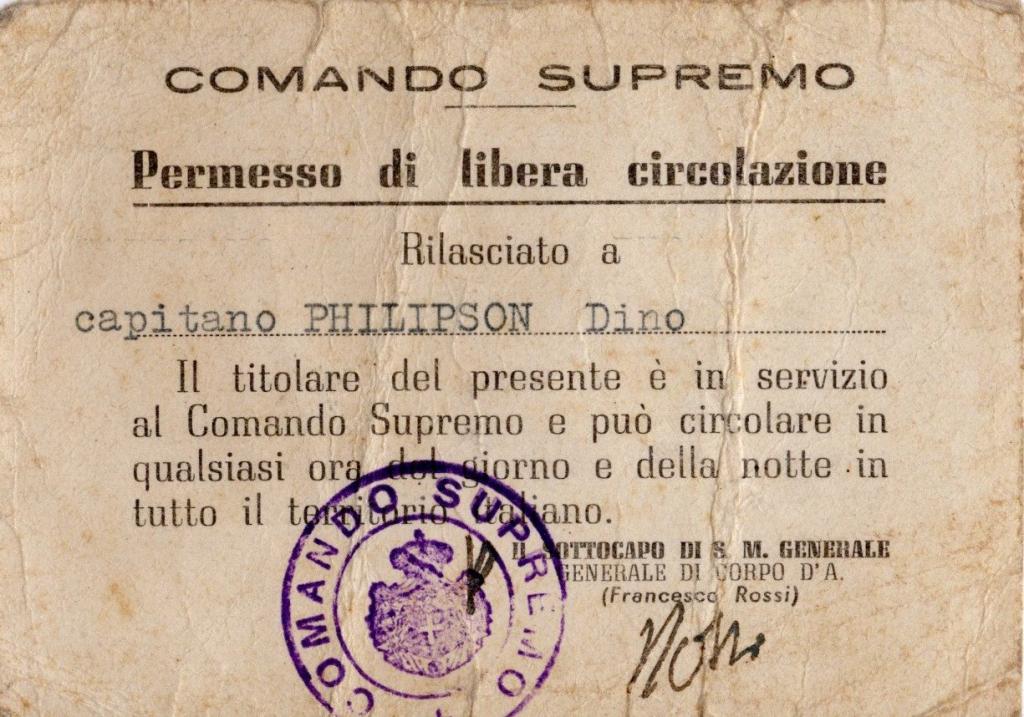 COMANDO SUPREMO
Permesso di libera circolazione
Rilasciato a
capitano PHILIPSON Dino
Il titolare del presente è in servizio
al Comando Supremo e può circolare in
qualsiasi ora del giorno e della notte in
tutto il territorio italiano.
IL SOTTOCAPO DI S. M. GENERALE
GENERALE DI CORPO D'A.
(Francesco Rossi)
Rossi
COMANDO SUPREMO